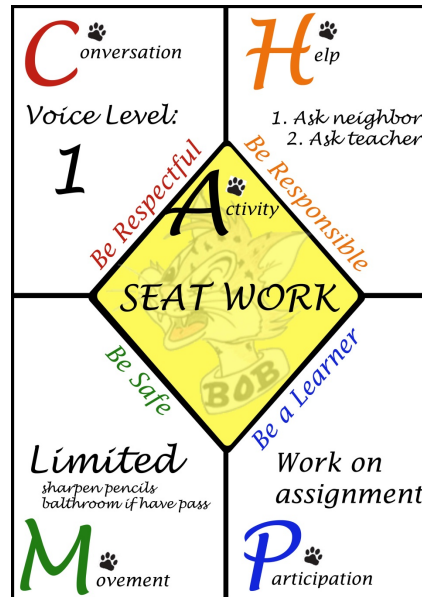 Conversation
Voice Level:
1
Help
1. Ask neighbor
2. Ask teacher
Be Respectful
Be Responsible
Activity
SEAT WORK
BOB
Be Safe
Be a Learner
Limited
sharpen pencils
balthroom if have pass
Movement
Work on
assignment
Participation